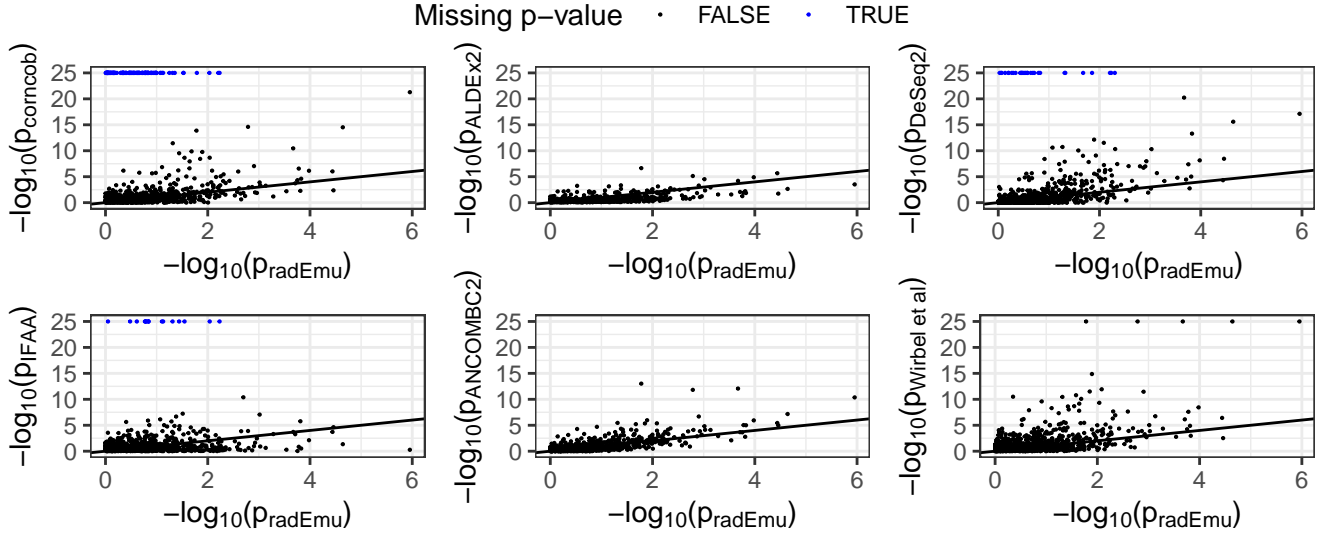 Missing p−value FALSE TRUE
−log10(pcorncob)
25
20
15
10
5
0
0 2 4 6
−log10(pradEmu)
−log10(pALDEx2)
25
20
15
10
5
0
0 2 4 6
−log10(pradEmu)
−log10(pDeSeq2)
25
20
15
10
5
0
0 2 4 6
−log10(pradEmu)
−log10(pIFAA)
25
20
15
10
5
0
0 2 4 6
−log10(pradEmu)
−log10(pANCOMBC2)
25
20
15
10
5
0
0 2 4 6
−log10(pradEmu)
−log10(pWirbel et al)
25
20
15
10
5
0
0 2 4 6
−log10(pradEmu)